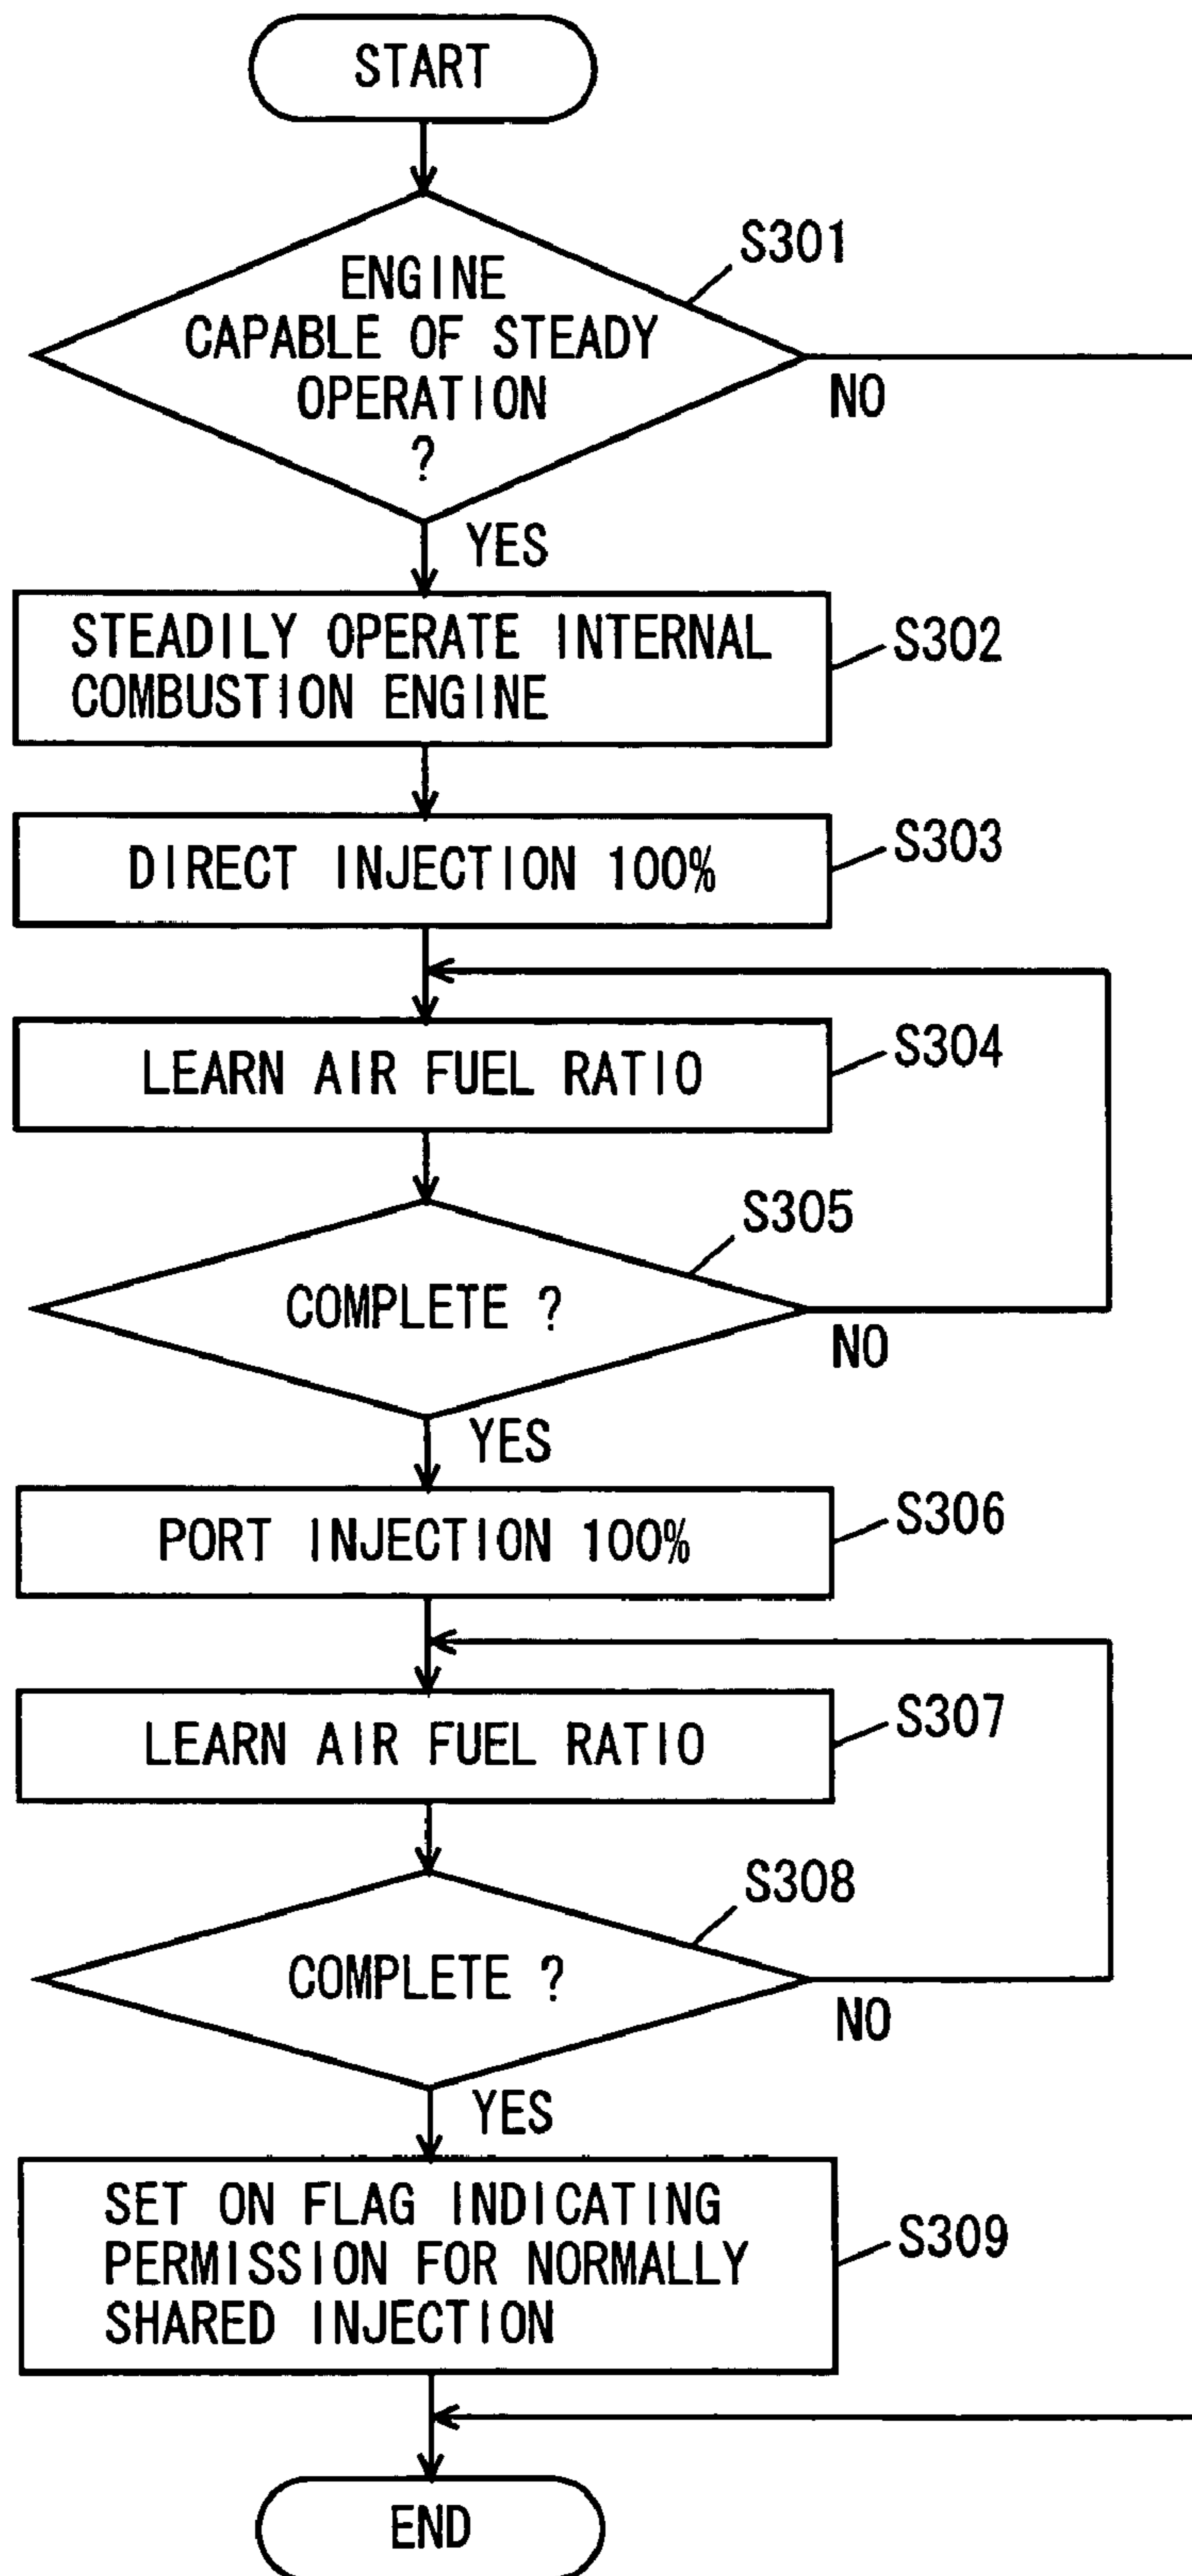 START
S301
ENGINE
CAPABLE OF STEADY
OPERATION
?
NO
YES
STEADILY OPERATE INTERNAL
COMBUSTION ENGINE
S302
DIRECT INJECTION 100%
S303
LEARN AIR FUEL RATIO
S304
S305
COMPLETE ?
NO
YES
PORT INJECTION 100%
S306
LEARN AIR FUEL RATIO
S307
S308
COMPLETE ?
NO
YES
SET ON FLAG INDICATING
PERMISSION FOR NORMALLY
SHARED INJECTION
S309
END